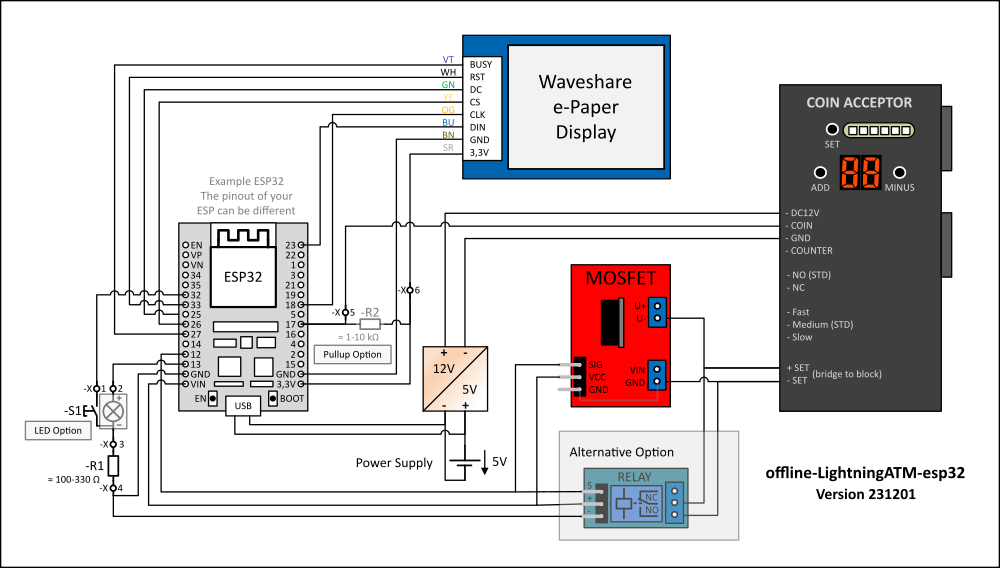 VT
WH
GN
YE
OG
BU
BN
SR
BUSY
RST
DC
CS
CLK
DIN
GND
3,3V
Waveshare
e-Paper
Display
COIN ACCEPTOR
SET
ADD
88
MINUS
- DC12V
- COIN
- GND
- COUNTER
- NO (STD)
- NC
- Fast
- Medium (STD)
- Slow
+ SET
- SET
(bridge to block)
Example ESP32
The pinout of your
ESP can be different
EN
VP
VN
34
35
32
33
25
26
27
14
12
13
GND
VIN
ESP32
23
22
1
3
21
19
18
5
17
16
4
2
15
GND
3,3V
EN
BOOT
USB
-X 6
-X 5
-R2
≈ 1-10 kΩ
Pullup Option
MOSFET
U+
U-
SIG
VCC
GND
VIN
GND
+ -
12V
5V
- +
Power Supply
5V
-X 1 2
-S1
+
-
LED Option
-X 3
-R1
≈ 100-330 Ω
-X 4
Alternative Option
RELAY
S
+
-
NC
NO
offline-LightningATM-esp32
Version 231201